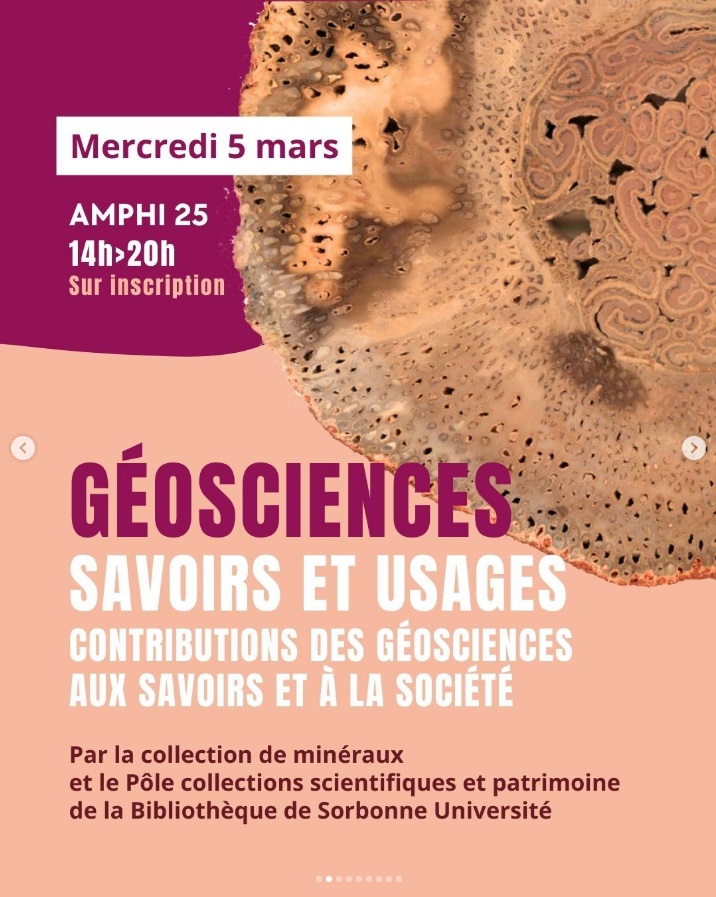 Mercredi 5 mars
AMPHI 25
14h>20h
Sur inscription
GÉOSCIENCES
SAVOIRS ET USAGES
CONTRIBUTIONS DES GÉOSCIENCES
AUX SAVOIRS ET À LA SOCIÉTÉ
Par la collection de minéraux
et le Pôle collections scientifiques et patrimoine
de la Bibliothèque de Sorbonne Université